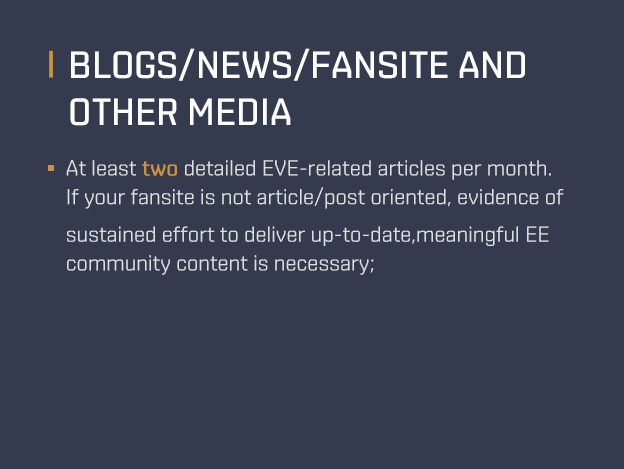 BLOGS/NEWS/FANSITE AND
OTHER MEDIA
At least two detailed EVE-related articles per month.
If your fansite is not article/post oriented, evidence of
sustained effort to deliver up-to-date,meaningful EE
community content is necessary;